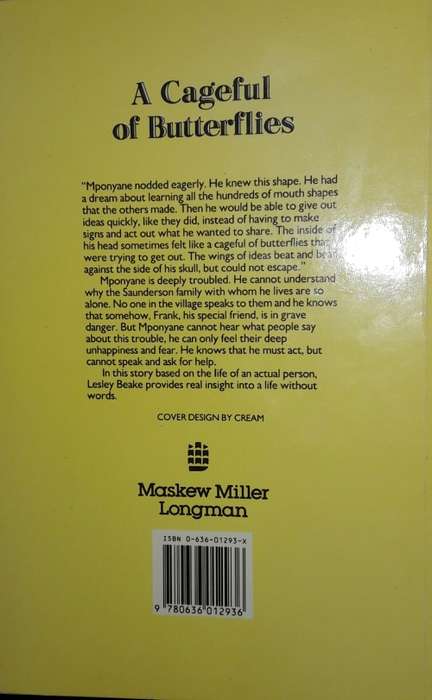 A Cageful
of Butterflies
"Mponyane nodded eagerly. He knew this shape. He had
a dream about learning all the hundreds of mouth shapes
that the others made. Then he would be able to give out
ideas quickly, like they did, instead of having to make
signs and act out what he wanted to share. The inside of
his head sometimes felt like a cageful of butterflies that
were trying to get out. The wings of ideas beat and beat
against the side of his skull, but could not escape."
Mponyane is deeply troubled. He cannot understand
why the Saunderson family with whom he lives are so
alone. No one in the village speaks to them and he knows
that somehow, Frank, his special friend, is in grave
danger. But Mponyane cannot hear what people say
about this trouble, he can only feel their deep
unhappiness and fear. He knows that he must act, but
cannot speak and ask for help.
In this story based on the life of an actual person,
Lesley Beake provides real insight into a life without
words.
COVER DESIGN BY CREAM
Maskew Miller
Longman
ISBN 0-636-01293-X
9 780636 012936